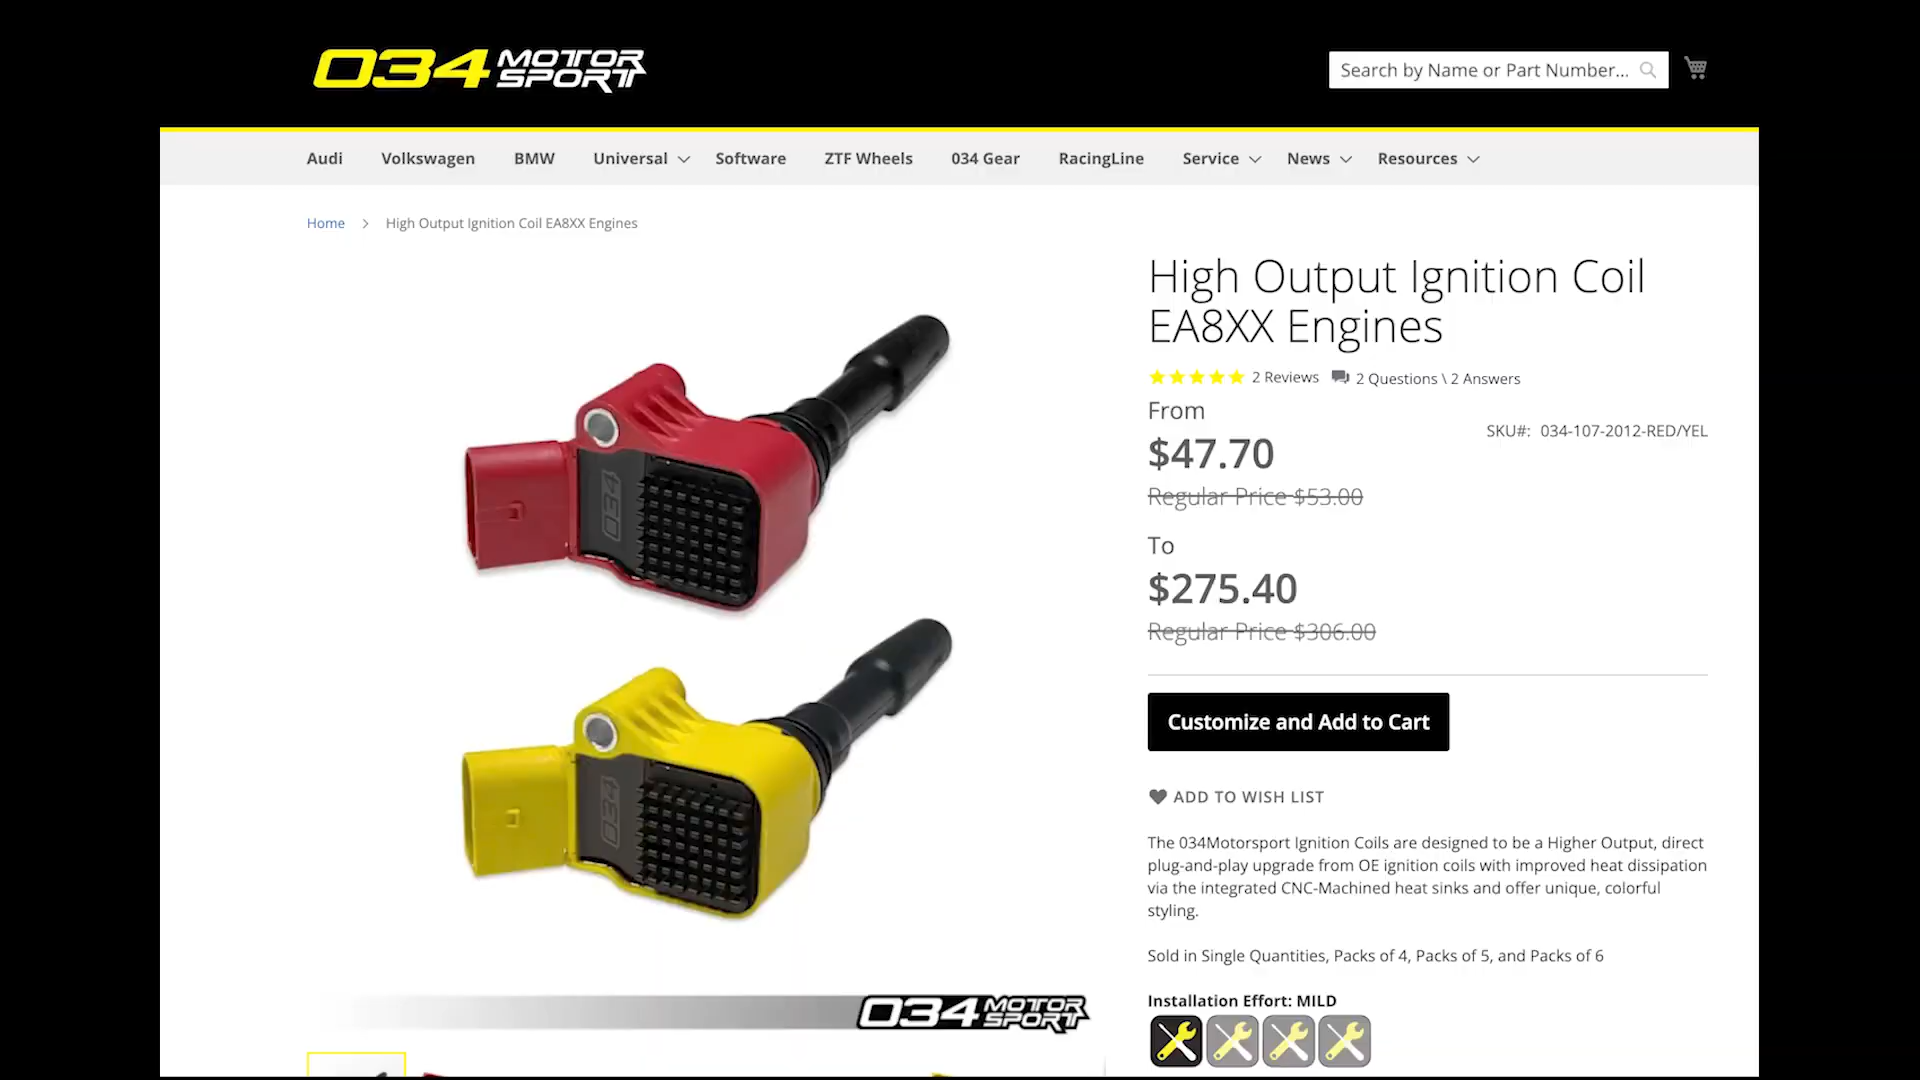 034 MOTOR SPORT
Search by Name or Part Number...
Audi Volkswagen BMW Universal Software ZTF Wheels 034 Gear RacingLine Service News Resources
Home > High Output Ignition Coil EA8XX Engines
034
034
034 MOTOR SPORT
High Output Ignition Coil
EA8XX Engines
2 Reviews 2 Questions \ 2 Answers
From
SKU#: 034-107-2012-RED/YEL
$47.70
Regular Price $53.00
To
$275.40
Regular Price $306.00
Customize and Add to Cart
ADD TO WISH LIST
The 034Motorsport Ignition Coils are designed to be a Higher Output, direct
plug-and-play upgrade from OE ignition coils with improved heat dissipation
via the integrated CNC-Machined heat sinks and offer unique, colorful
styling.
Sold in Single Quantities, Packs of 4, Packs of 5, and Packs of 6
Installation Effort: MILD